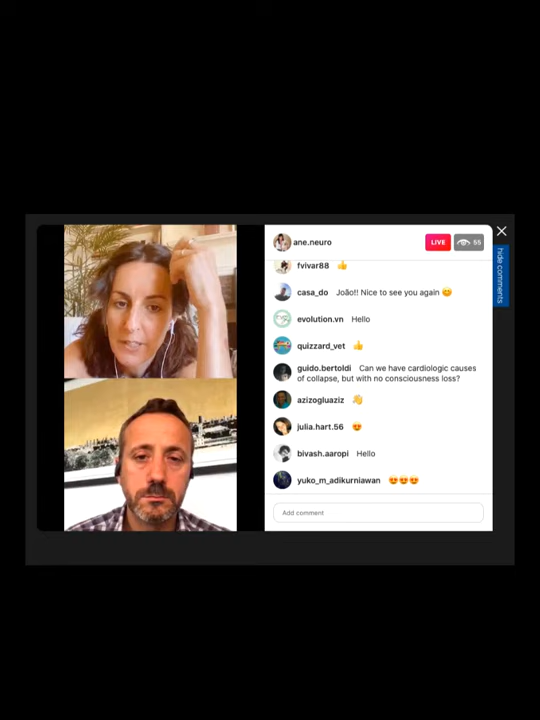 ane.neuro
LIVE
55
hide comments
fvivar88 👍
casa_do João!! Nice to see you again 😊
evolution.vn Hello
quizzard_vet 👍
guido.bertoldi Can we have cardiologic causes
of collapse, but with no consciousness loss?
azizogluaziz 👋
julia.hart.56 😍
bivash.aaropi Hello
yuko_m_adikurniawan 😍😍😍
Add comment